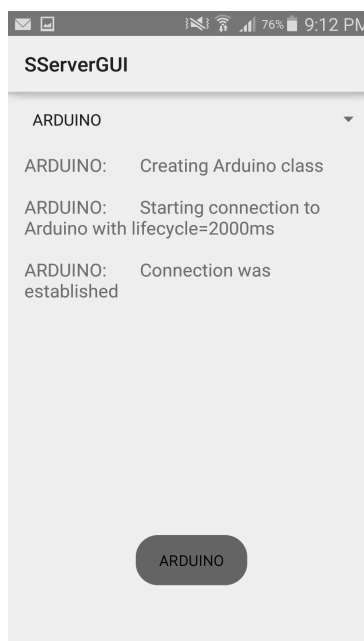 76% 9:12 PM
SServerGUI
ARDUINO
ARDUINO: Creating Arduino class
ARDUINO: Starting connection to
Arduino with lifecycle=2000ms
ARDUINO: Connection was
established
ARDUINO